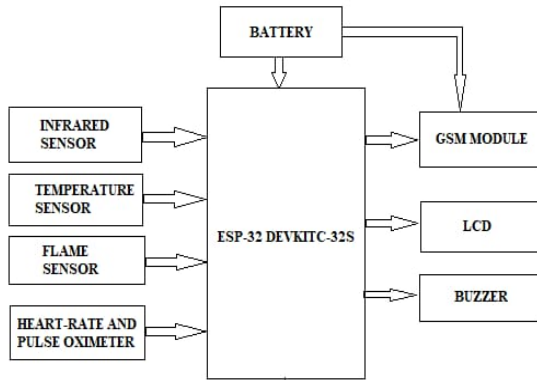 BATTERY
INFRARED
SENSOR
TEMPERATURE
SENSOR
FLAME
SENSOR
HEART-RATE AND
PULSE OXIMETER
ESP-32 DEVKITC-32S
GSM MODULE
LCD
BUZZER